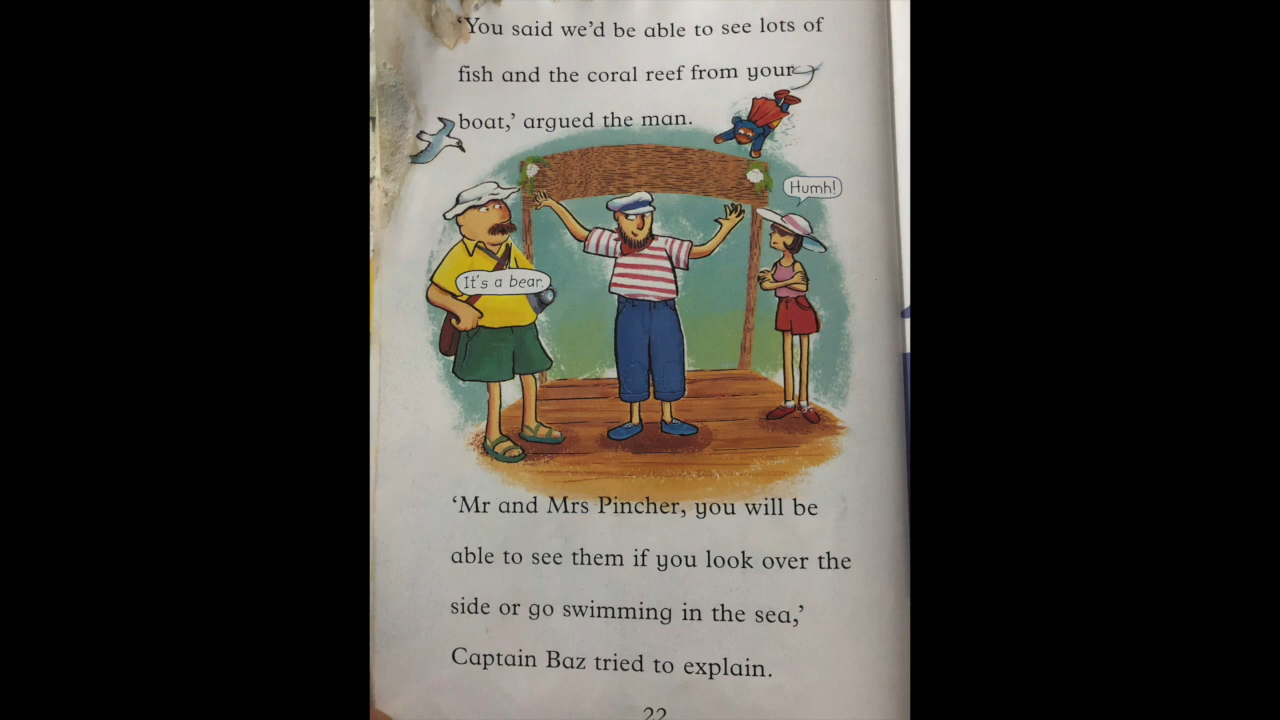 ‘You said we’d be able to see lots of
fish and the coral reef from your
boat,’ argued the man.
Humh!
It’s a bear.
‘Mr and Mrs Pincher, you will be
able to see them if you look over the
side or go swimming in the sea,’
Captain Baz tried to explain.
22